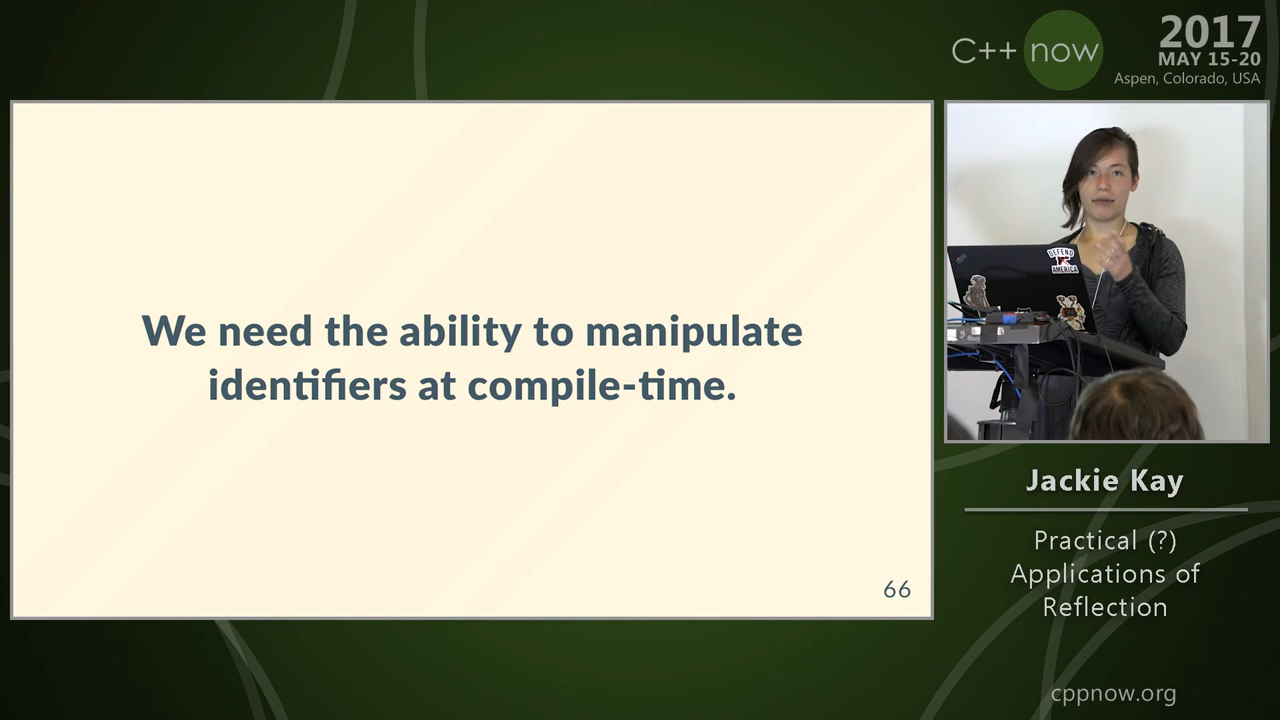 C++ now
2017
MAY 15-20
Aspen, Colorado, USA
We need the ability to manipulate
identifiers at compile-time.
66
DEFEND
AMERICA
Jackie Kay
Practical (?)
Applications of
Reflection
cppnow.org